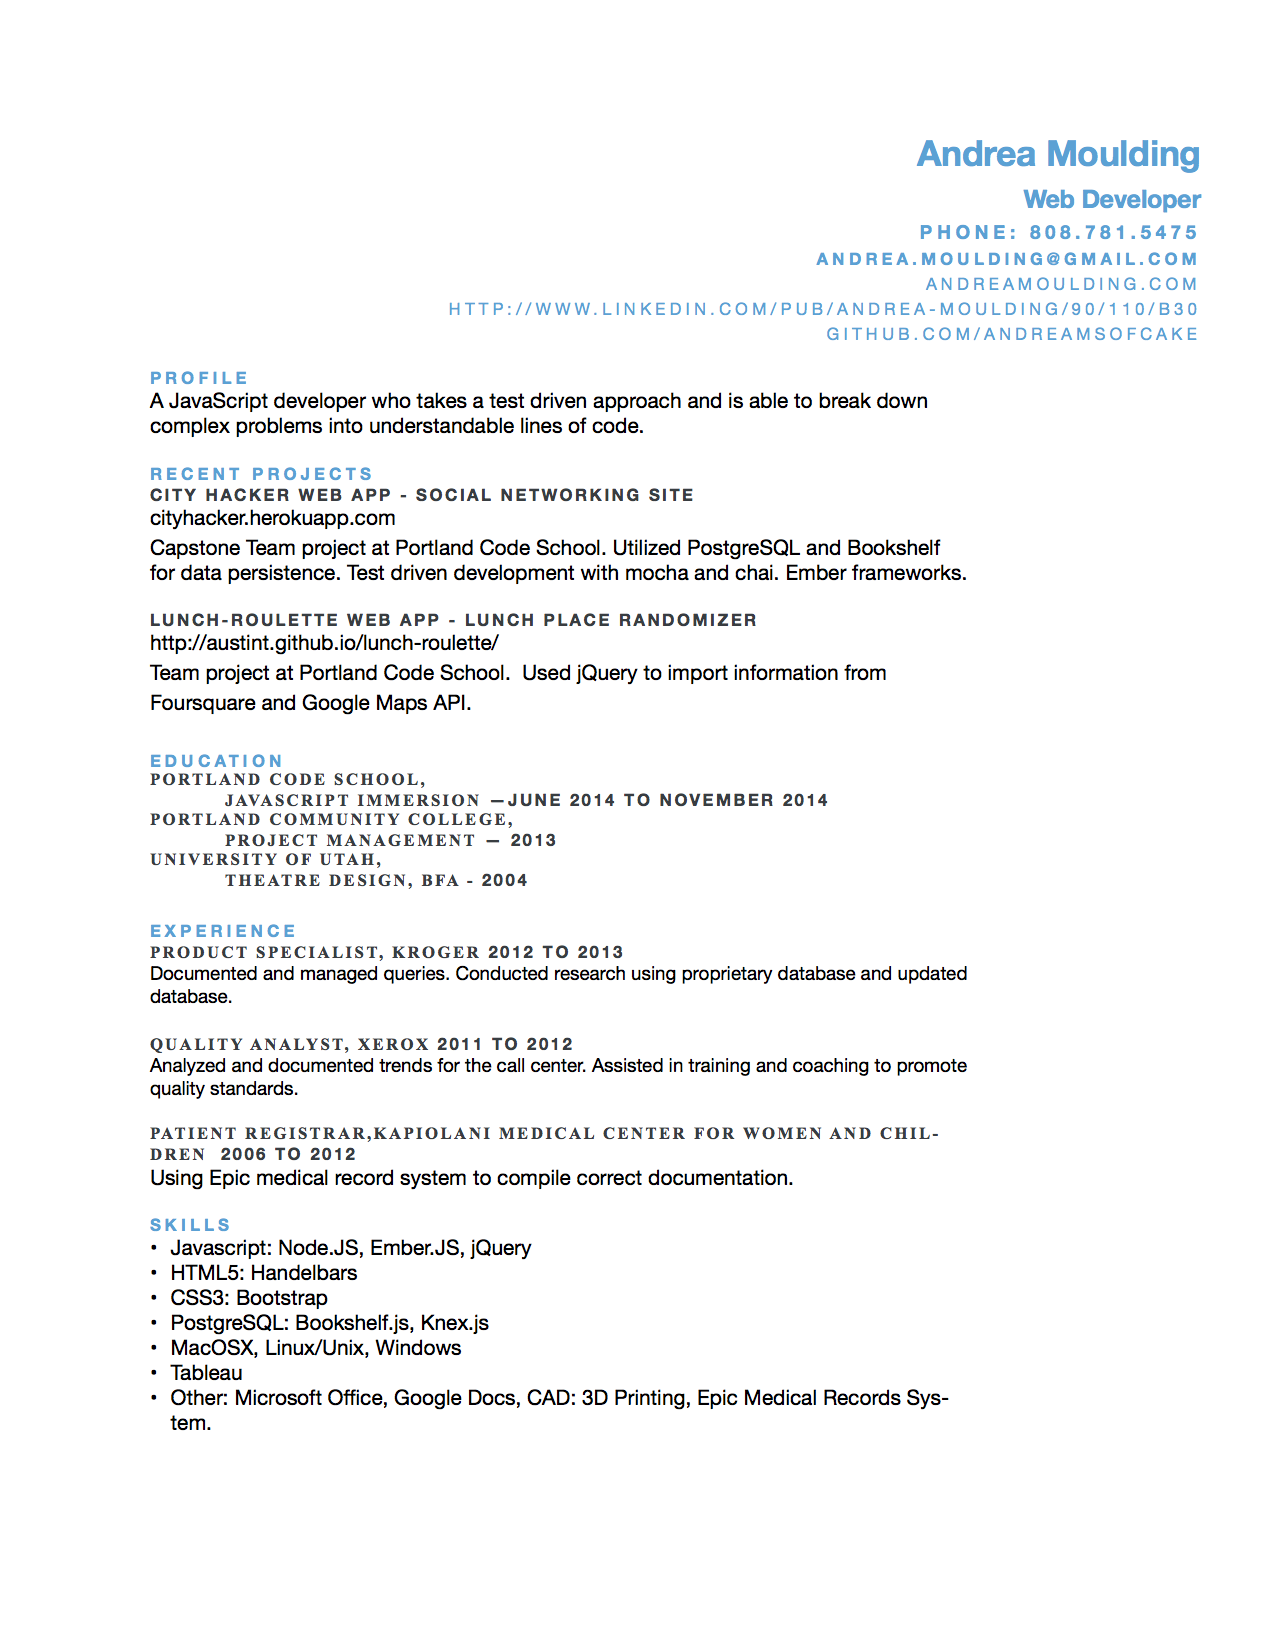 Andrea Moulding
Web Developer
PHONE: 808.781.5475
ANDREA.MOULDING@GMAIL.COM
ANDREAMOULDING.COM
HTTP://WWW.LINKEDIN.COM/PUB/ANDREA-MOULDING/90/110/B30
GITHUB.COM/ANDREAMSOFCAKE
PROFILE
A JavaScript developer who takes a test driven approach and is able to break down
complex problems into understandable lines of code.
RECENT PROJECTS
CITY HACKER WEB APP - SOCIAL NETWORKING SITE
cityhacker.herokuapp.com
Capstone Team project at Portland Code School. Utilized PostgreSQL and Bookshelf
for data persistence. Test driven development with mocha and chai. Ember frameworks.
LUNCH-ROULETTE WEB APP - LUNCH PLACE RANDOMIZER
http://austint.github.io/lunch-roulette/
Team project at Portland Code School.  Used jQuery to import information from
Foursquare and Google Maps API.
EDUCATION
PORTLAND CODE SCHOOL,
JAVASCRIPT IMMERSION —JUNE 2014 TO NOVEMBER 2014
PORTLAND COMMUNITY COLLEGE,
PROJECT MANAGEMENT — 2013
UNIVERSITY OF UTAH,
THEATRE DESIGN, BFA - 2004
EXPERIENCE
PRODUCT SPECIALIST, KROGER 2012 TO 2013
Documented and managed queries. Conducted research using proprietary database and updated
database.
QUALITY ANALYST, XEROX 2011 TO 2012
Analyzed and documented trends for the call center. Assisted in training and coaching to promote
quality standards.
PATIENT REGISTRAR,KAPIOLANI MEDICAL CENTER FOR WOMEN AND CHIL-
DREN  2006 TO 2012
Using Epic medical record system to compile correct documentation.
SKILLS
• Javascript: Node.JS, Ember.JS, jQuery
• HTML5: Handelbars
• CSS3: Bootstrap
• PostgreSQL: Bookshelf.js, Knex.js
• MacOSX, Linux/Unix, Windows
• Tableau
• Other: Microsoft Office, Google Docs, CAD: 3D Printing, Epic Medical Records Sys-
tem.